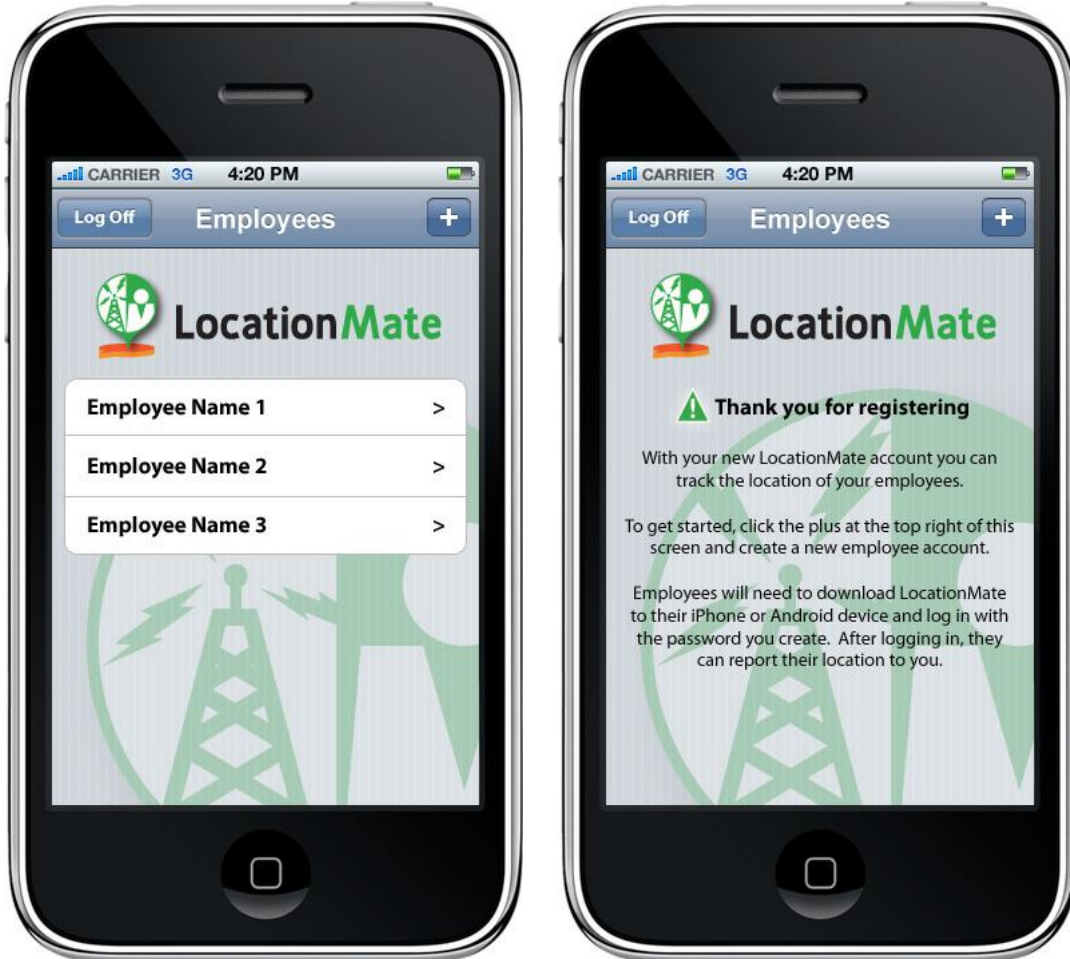 CARRIER 3G 4:20 PM
Log Off Employees +
LocationMate
Employee Name 1 >
Employee Name 2 >
Employee Name 3 >
CARRIER 3G 4:20 PM
Log Off Employees +
LocationMate
Thank you for registering
With your new LocationMate account you can
track the location of your employees.
To get started, click the plus at the top right of this
screen and create a new employee account.
Employees will need to download LocationMate
to their iPhone or Android device and log in with
the password you create. After logging in, they
can report their location to you.